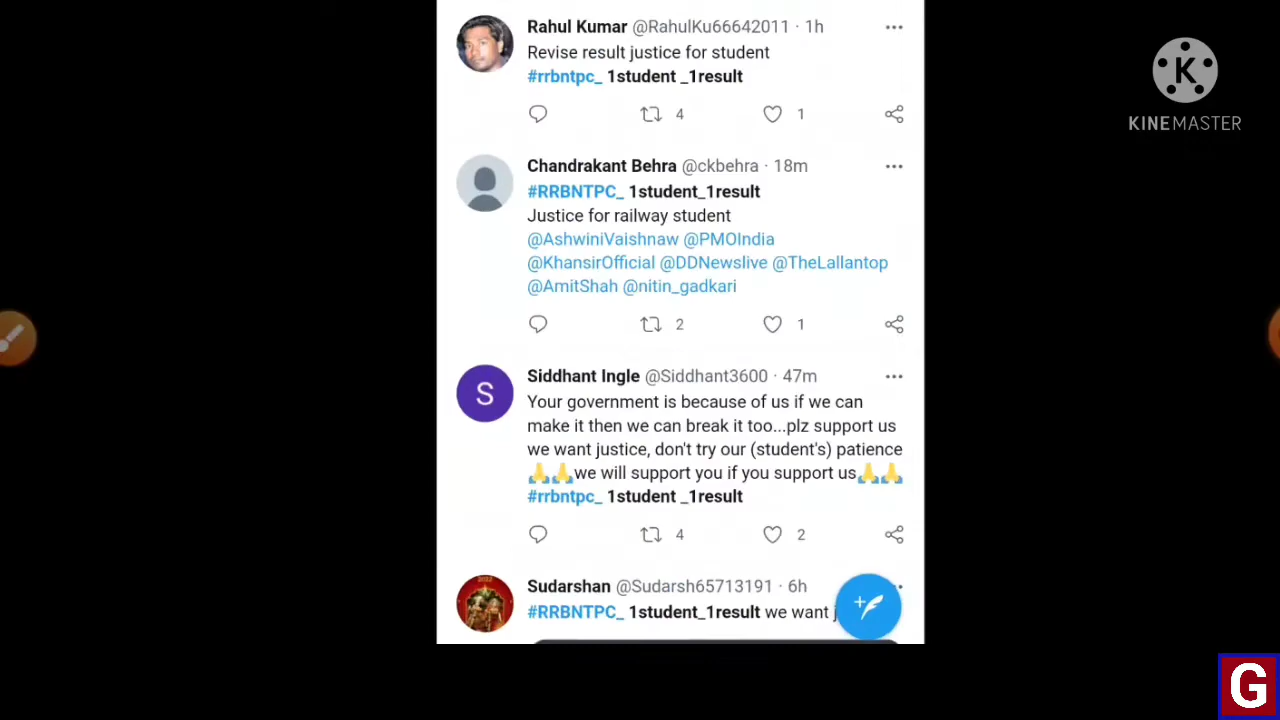 Rahul Kumar @RahulKu66642011 · 1h
Revise result justice for student
#rrbntpc_ 1student _1result
4 1
K
KINEMASTER
Chandrakant Behra @ckbehra · 18m
#RRBNTPC_ 1student_1result
Justice for railway student
@AshwiniVaishnaw @PMOIndia
@KhansirOfficial @DDNewslive @TheLallantop
@AmitShah @nitin_gadkari
2 1
S
Siddhant Ingle @Siddhant3600 · 47m
Your government is because of us if we can
make it then we can break it too...plz support us
we want justice, don't try our (student's) patience
🙏🙏we will support you if you support us🙏🙏
#rrbntpc_ 1student _1result
4 2
Sudarshan @Sudarsh65713191 · 6h
#RRBNTPC_ 1student_1result we want
G